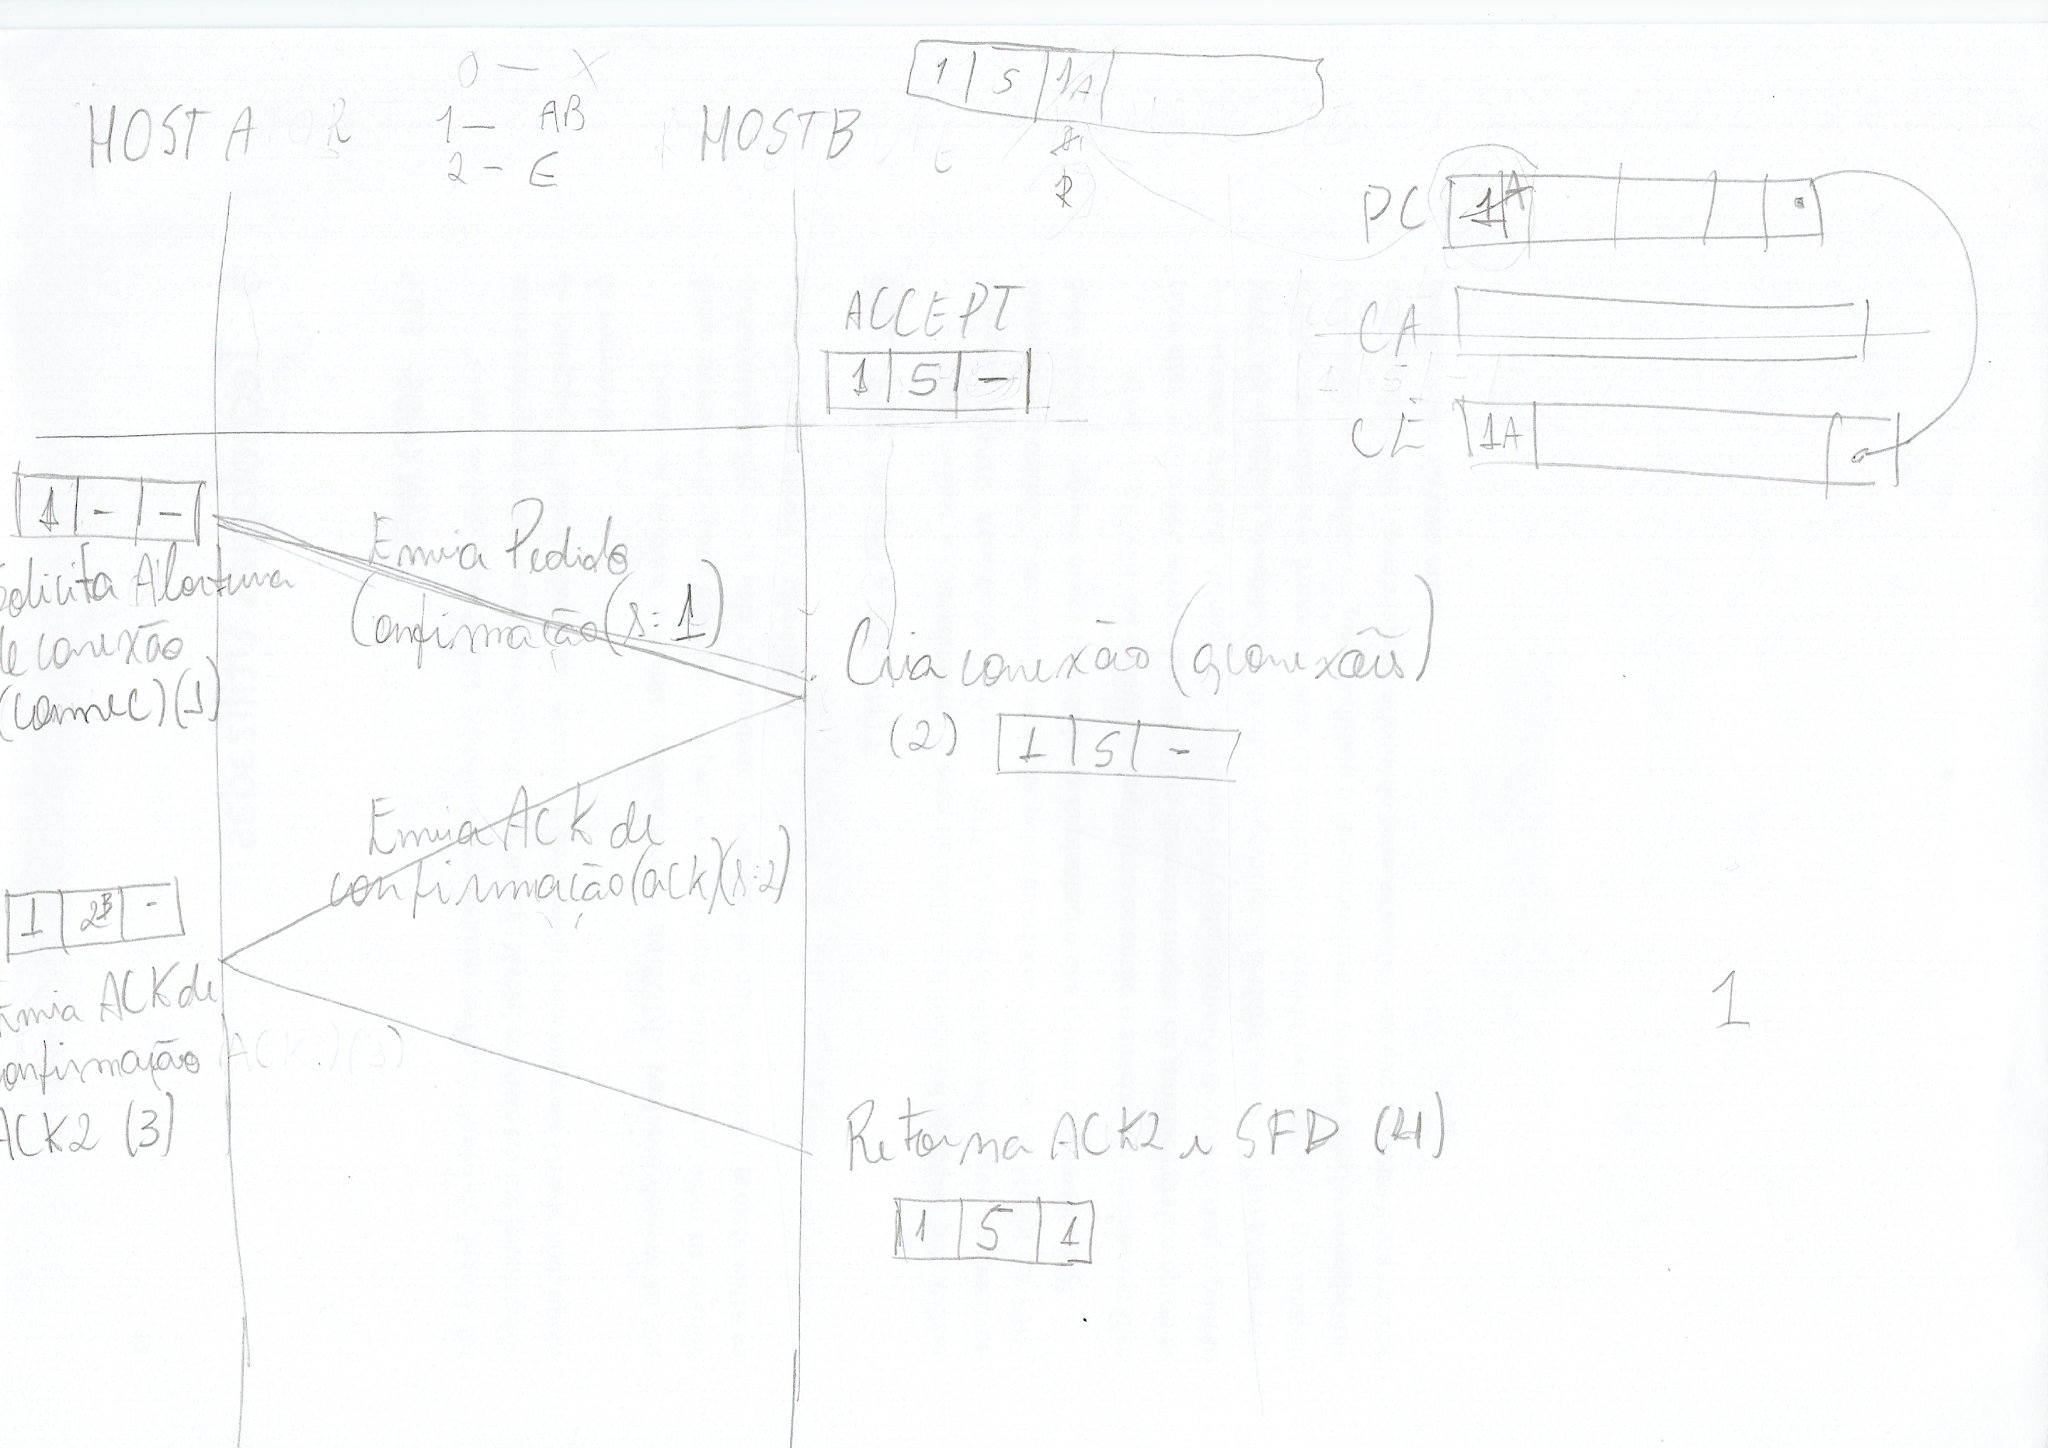 0 — X
HOST A
R
1 — AB
2 — E
HOST B
1 5 1A
R
PC 1A
CA
CE 1A
ACCEPT
1 5 -
1 - -
Solicita Abertura
de conexão
(connec) (1)
Envia Pedido
Confirmação (s:1)
Cria conexão (gconexões)
(2) 1 5 -
Envia ACK de
confirmação (ack) (s:2)
1 2B -
Envia ACK de
confirmação
ACK2 (3)
1
Retorna ACK2 e SFD (4)
1 5 1